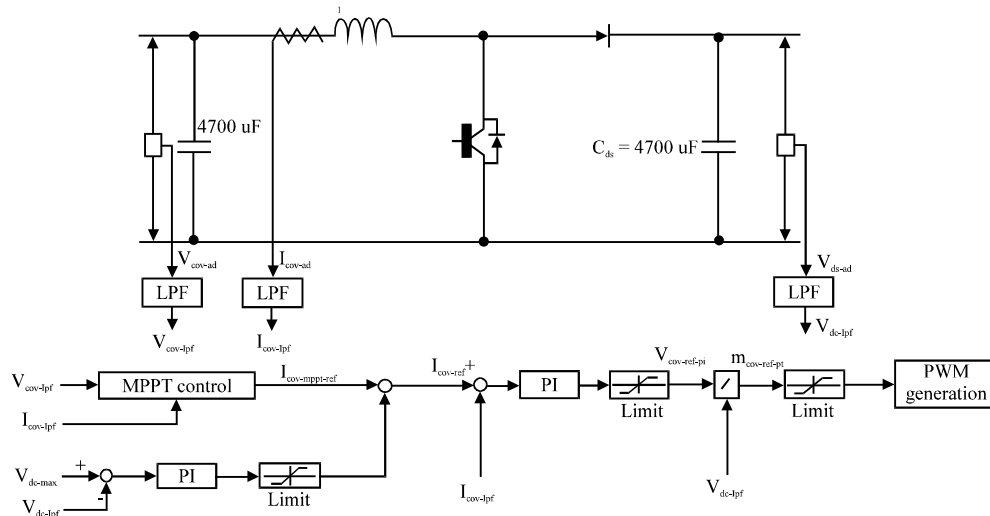 1
4700 uF
C_ds = 4700 uF
V_cov-ad
I_cov-ad
V_ds-ad
LPF
LPF
LPF
V_cov-lpf
I_cov-lpf
V_dc-lpf
V_cov-lpf
MPPT control
I_cov-mppt-ref
I_cov-ref
+
PI
V_cov-ref-pi
m_cov-ref-pt
PWM
generation
Limit
Limit
I_cov-lpf
V_dc-max
+
PI
Limit
-
V_dc-lpf
I_cov-lpf
V_dc-lpf